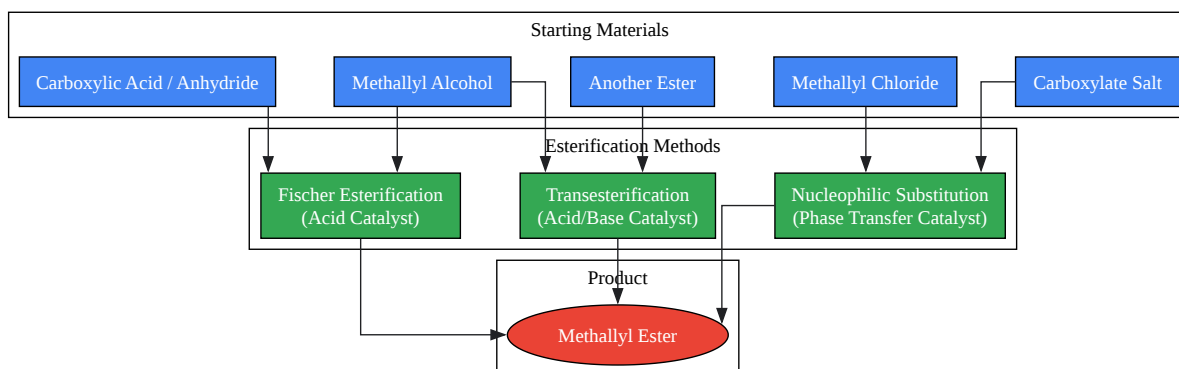 Starting Materials
Carboxylic Acid / Anhydride
Methallyl Alcohol
Another Ester
Methallyl Chloride
Carboxylate Salt
Esterification Methods
Fischer Esterification
(Acid Catalyst)
Transesterification
(Acid/Base Catalyst)
Nucleophilic Substitution
(Phase Transfer Catalyst)
Product
Methallyl Ester